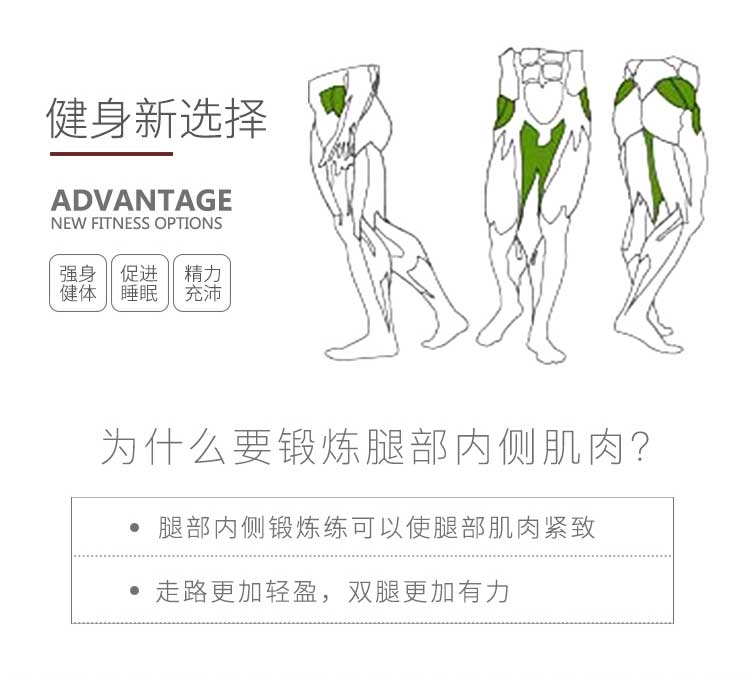 健身新选择
ADVANTAGE
NEW FITNESS OPTIONS
强身
健体
促进
睡眠
精力
充沛
为什么要锻炼腿部内侧肌肉?
• 腿部内侧锻炼练可以使腿部肌肉紧致
• 走路更加轻盈，双腿更加有力